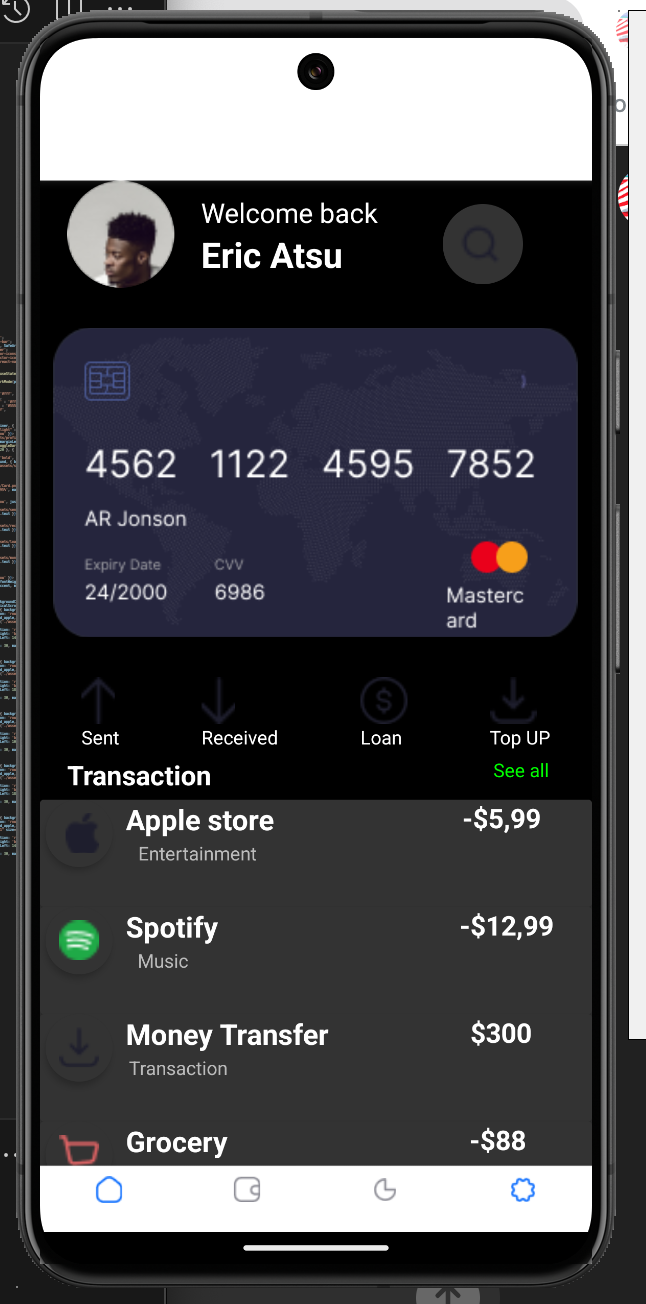 Welcome back
Eric Atsu
4562 1122 4595 7852
AR Jonson
Expiry Date CVV
24/2000 6986
Masterc
ard
Sent Received Loan Top UP
Transaction See all
Apple store -$5,99
Entertainment
Spotify -$12,99
Music
Money Transfer $300
Transaction
Grocery -$88